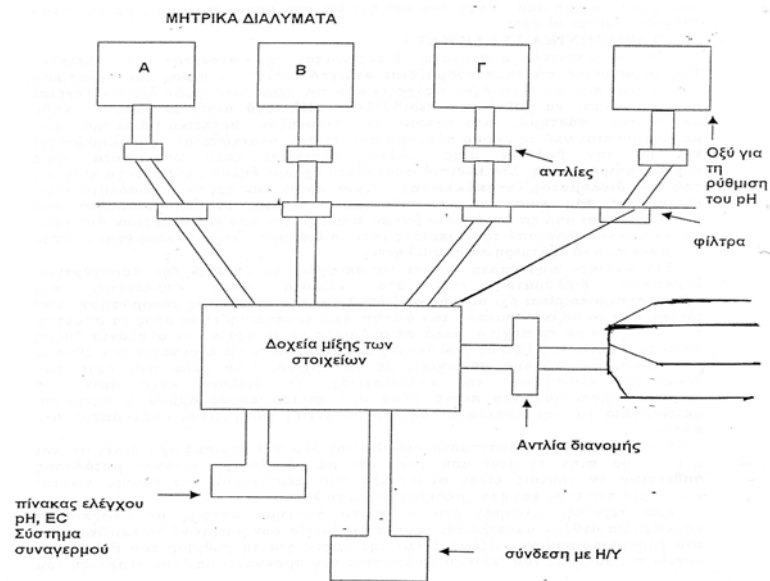 ΜΗΤΡΙΚΑ ΔΙΑΛΥΜΑΤΑ
Α
Β
Γ
αντλίες
Οξύ για
τη
ρύθμιση
του pH
φίλτρα
Δοχεία μίξης των
στοιχείων
Αντλία διανομής
πίνακας ελέγχου
pH, EC
Σύστημα
συναγερμού
σύνδεση με Η/Υ